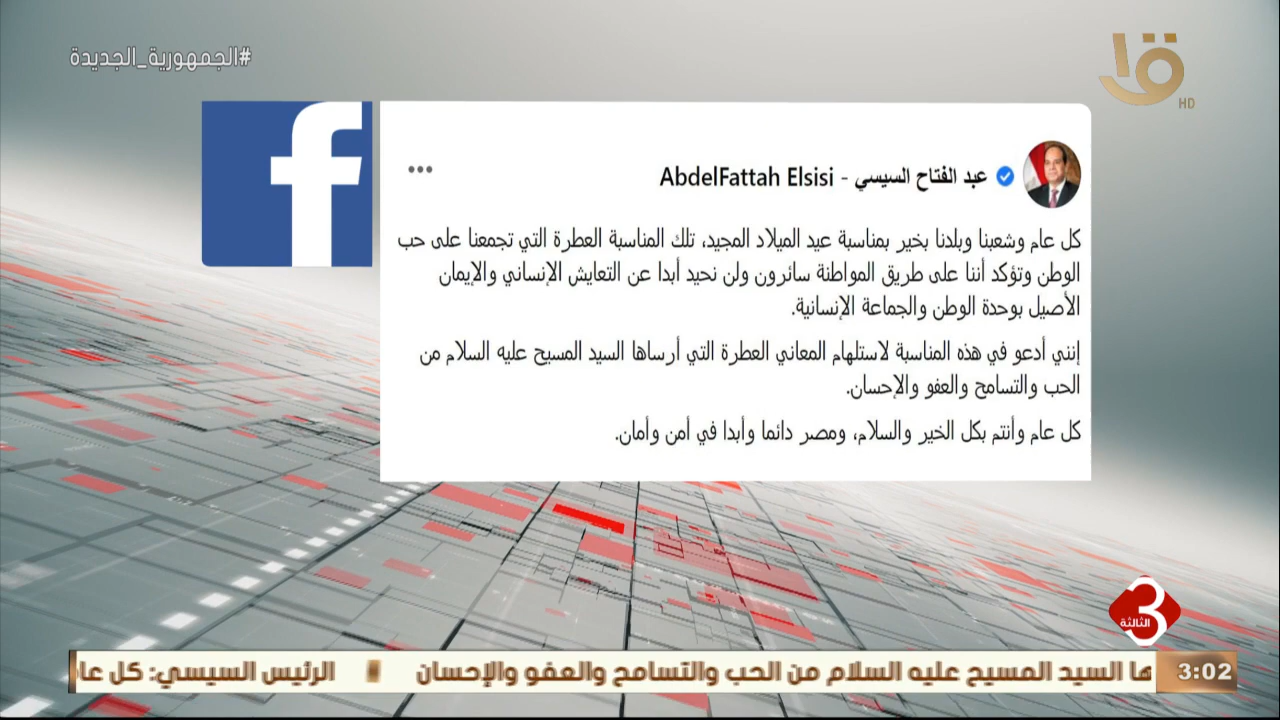 #الجمهورية_الجديدة
HD
عبد الفتاح السيسي - AbdelFattah Elsisi
كل عام وشعبنا وبلدنا بخير بمناسبة عيد الميلاد المجيد، تلك المناسبة العطرة التي تجمعنا على حب
الوطن وتؤكد أننا على طريق المواطنة سائرون ولن نحيد أبدا عن التعايش الإنساني والإيمان
الأصيل بوحدة الوطن والجماعة الإنسانية.
إنني أدعو في هذه المناسبة لاستلهام المعاني العطرة التي أرساها السيد المسيح عليه السلام من
الحب والتسامح والعفو والإحسان.
كل عام وأنتم بكل الخير والسلام، ومصر دائما وأبدا في أمن وأمان.
3
الثالثة
3:02
ها السيد المسيح عليه السلام من الحب والتسامح والعفو والإحسان ■ الرئيس السيسي: كل عا